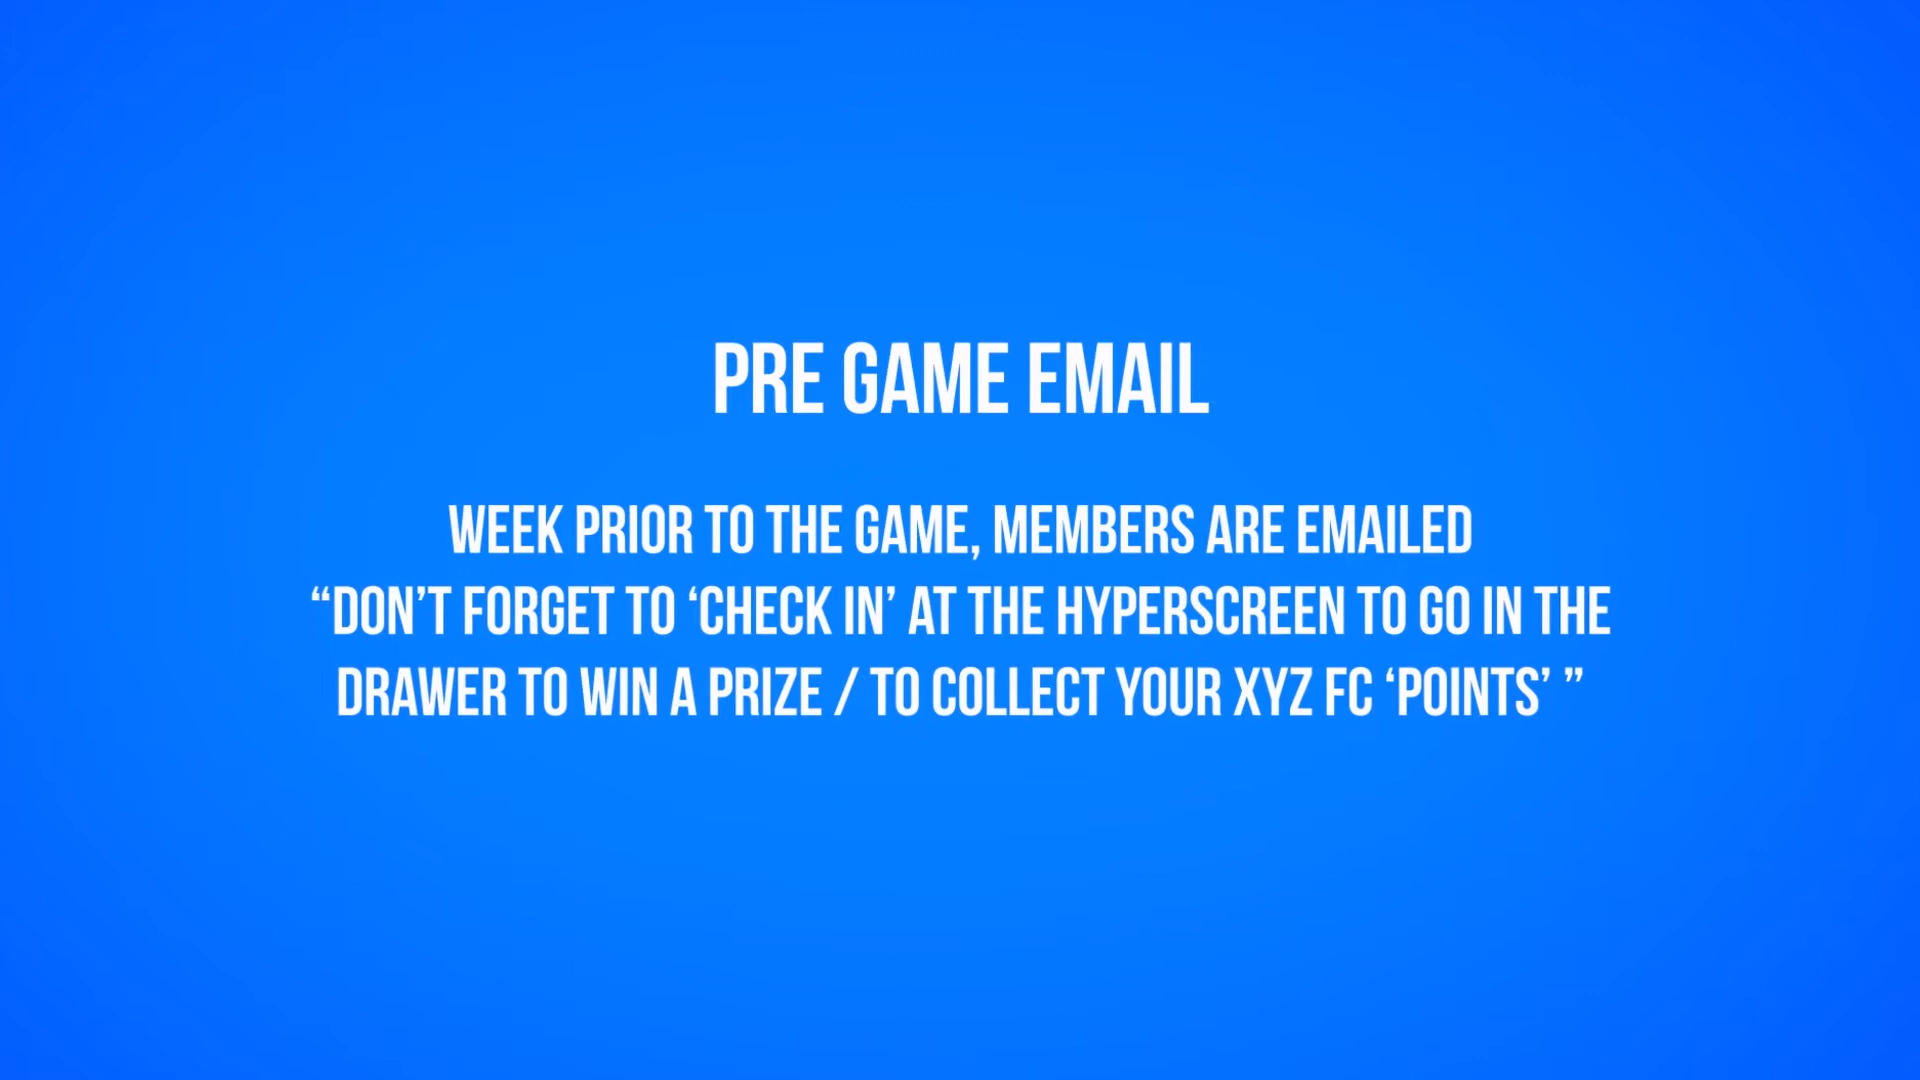 PRE GAME EMAIL
WEEK PRIOR TO THE GAME, MEMBERS ARE EMAILED
“DON’T FORGET TO ‘CHECK IN’ AT THE HYPERSCREEN TO GO IN THE
DRAWER TO WIN A PRIZE / TO COLLECT YOUR XYZ FC ‘POINTS’ ”